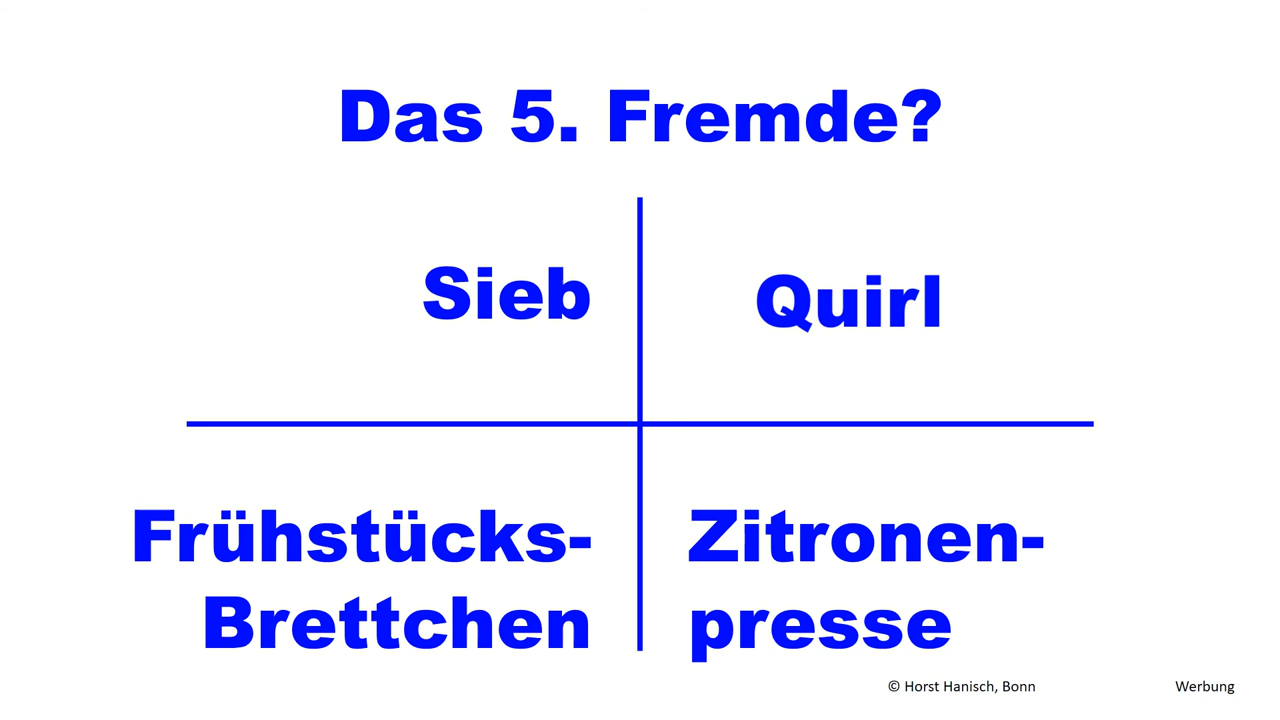 Das 5. Fremde?
Sieb
Quirl
Frühstücks-
Brettchen
Zitronen-
presse
© Horst Hanisch, Bonn
Werbung